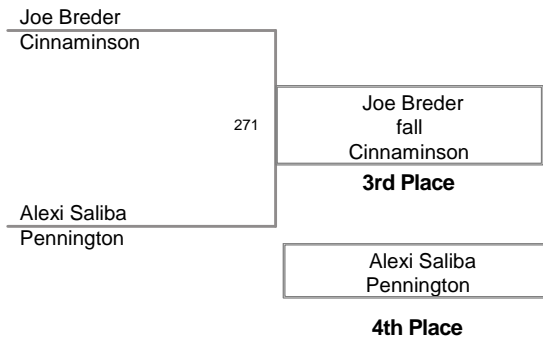 Joe Breder
Cinnaminson
271
Joe Breder
fall
Cinnaminson
3rd Place
Alexi Saliba
Pennington
Alexi Saliba
Pennington
4th Place